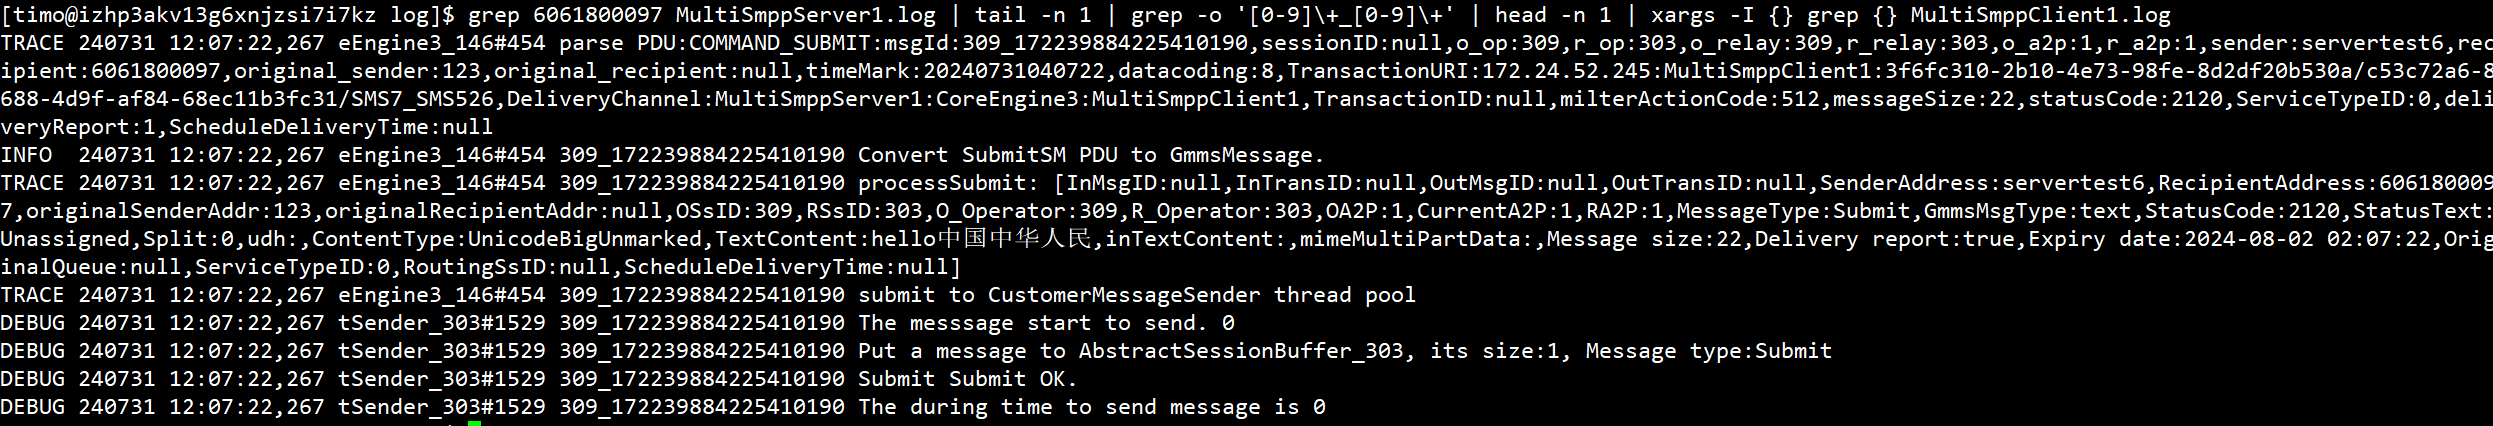 [timo@izhp3akv13g6xnjzsi7i7kz log]$ grep 6061800097 MultiSmppServer1.log | tail -n 1 | grep -o '[0-9]\+_[0-9]\+' | head -n 1 | xargs -I {} grep {} MultiSmppClient1.log
TRACE 240731 12:07:22,267 eEngine3_146#454 parse PDU:COMMAND_SUBMIT:msgId:309_172239884225410190,sessionID:null,o_op:309,r_op:303,o_relay:309,r_relay:303,o_a2p:1,r_a2p:1,sender:servertest6,rec
ipient:6061800097,original_sender:123,original_recipient:null,timeMark:20240731040722,datacoding:8,TransactionURI:172.24.52.245:MultiSmppClient1:3f6fc310-2b10-4e73-98fe-8d2df20b530a/c53c72a6-8
688-4d9f-af84-68ec11b3fc31/SMS7_SMS526,DeliveryChannel:MultiSmppServer1:CoreEngine3:MultiSmppClient1,TransactionID:null,milterActionCode:512,messageSize:22,statusCode:2120,ServiceTypeID:0,deli
veryReport:1,ScheduleDeliveryTime:null
INFO  240731 12:07:22,267 eEngine3_146#454 309_172239884225410190 Convert SubmitSM PDU to GmmsMessage.
TRACE 240731 12:07:22,267 eEngine3_146#454 309_172239884225410190 processSubmit: [InMsgID:null,InTransID:null,OutMsgID:null,OutTransID:null,SenderAddress:servertest6,RecipientAddress:606180009
7,originalSenderAddr:123,originalRecipientAddr:null,OSsID:309,RSsID:303,O_Operator:309,R_Operator:303,OA2P:1,CurrentA2P:1,RA2P:1,MessageType:Submit,GmmsMsgType:text,StatusCode:2120,StatusText:
Unassigned,Split:0,udh:,ContentType:UnicodeBigUnmarked,TextContent:hello中国中华人民,inTextContent:,mimeMultiPartData:,Message size:22,Delivery report:true,Expiry date:2024-08-02 02:07:22,Orig
inalQueue:null,ServiceTypeID:0,RoutingSsID:null,ScheduleDeliveryTime:null]
TRACE 240731 12:07:22,267 eEngine3_146#454 309_172239884225410190 submit to CustomerMessageSender thread pool
DEBUG 240731 12:07:22,267 tSender_303#1529 309_172239884225410190 The messsage start to send. 0
DEBUG 240731 12:07:22,267 tSender_303#1529 309_172239884225410190 Put a message to AbstractSessionBuffer_303, its size:1, Message type:Submit
DEBUG 240731 12:07:22,267 tSender_303#1529 309_172239884225410190 Submit Submit OK.
DEBUG 240731 12:07:22,267 tSender_303#1529 309_172239884225410190 The during time to send message is 0